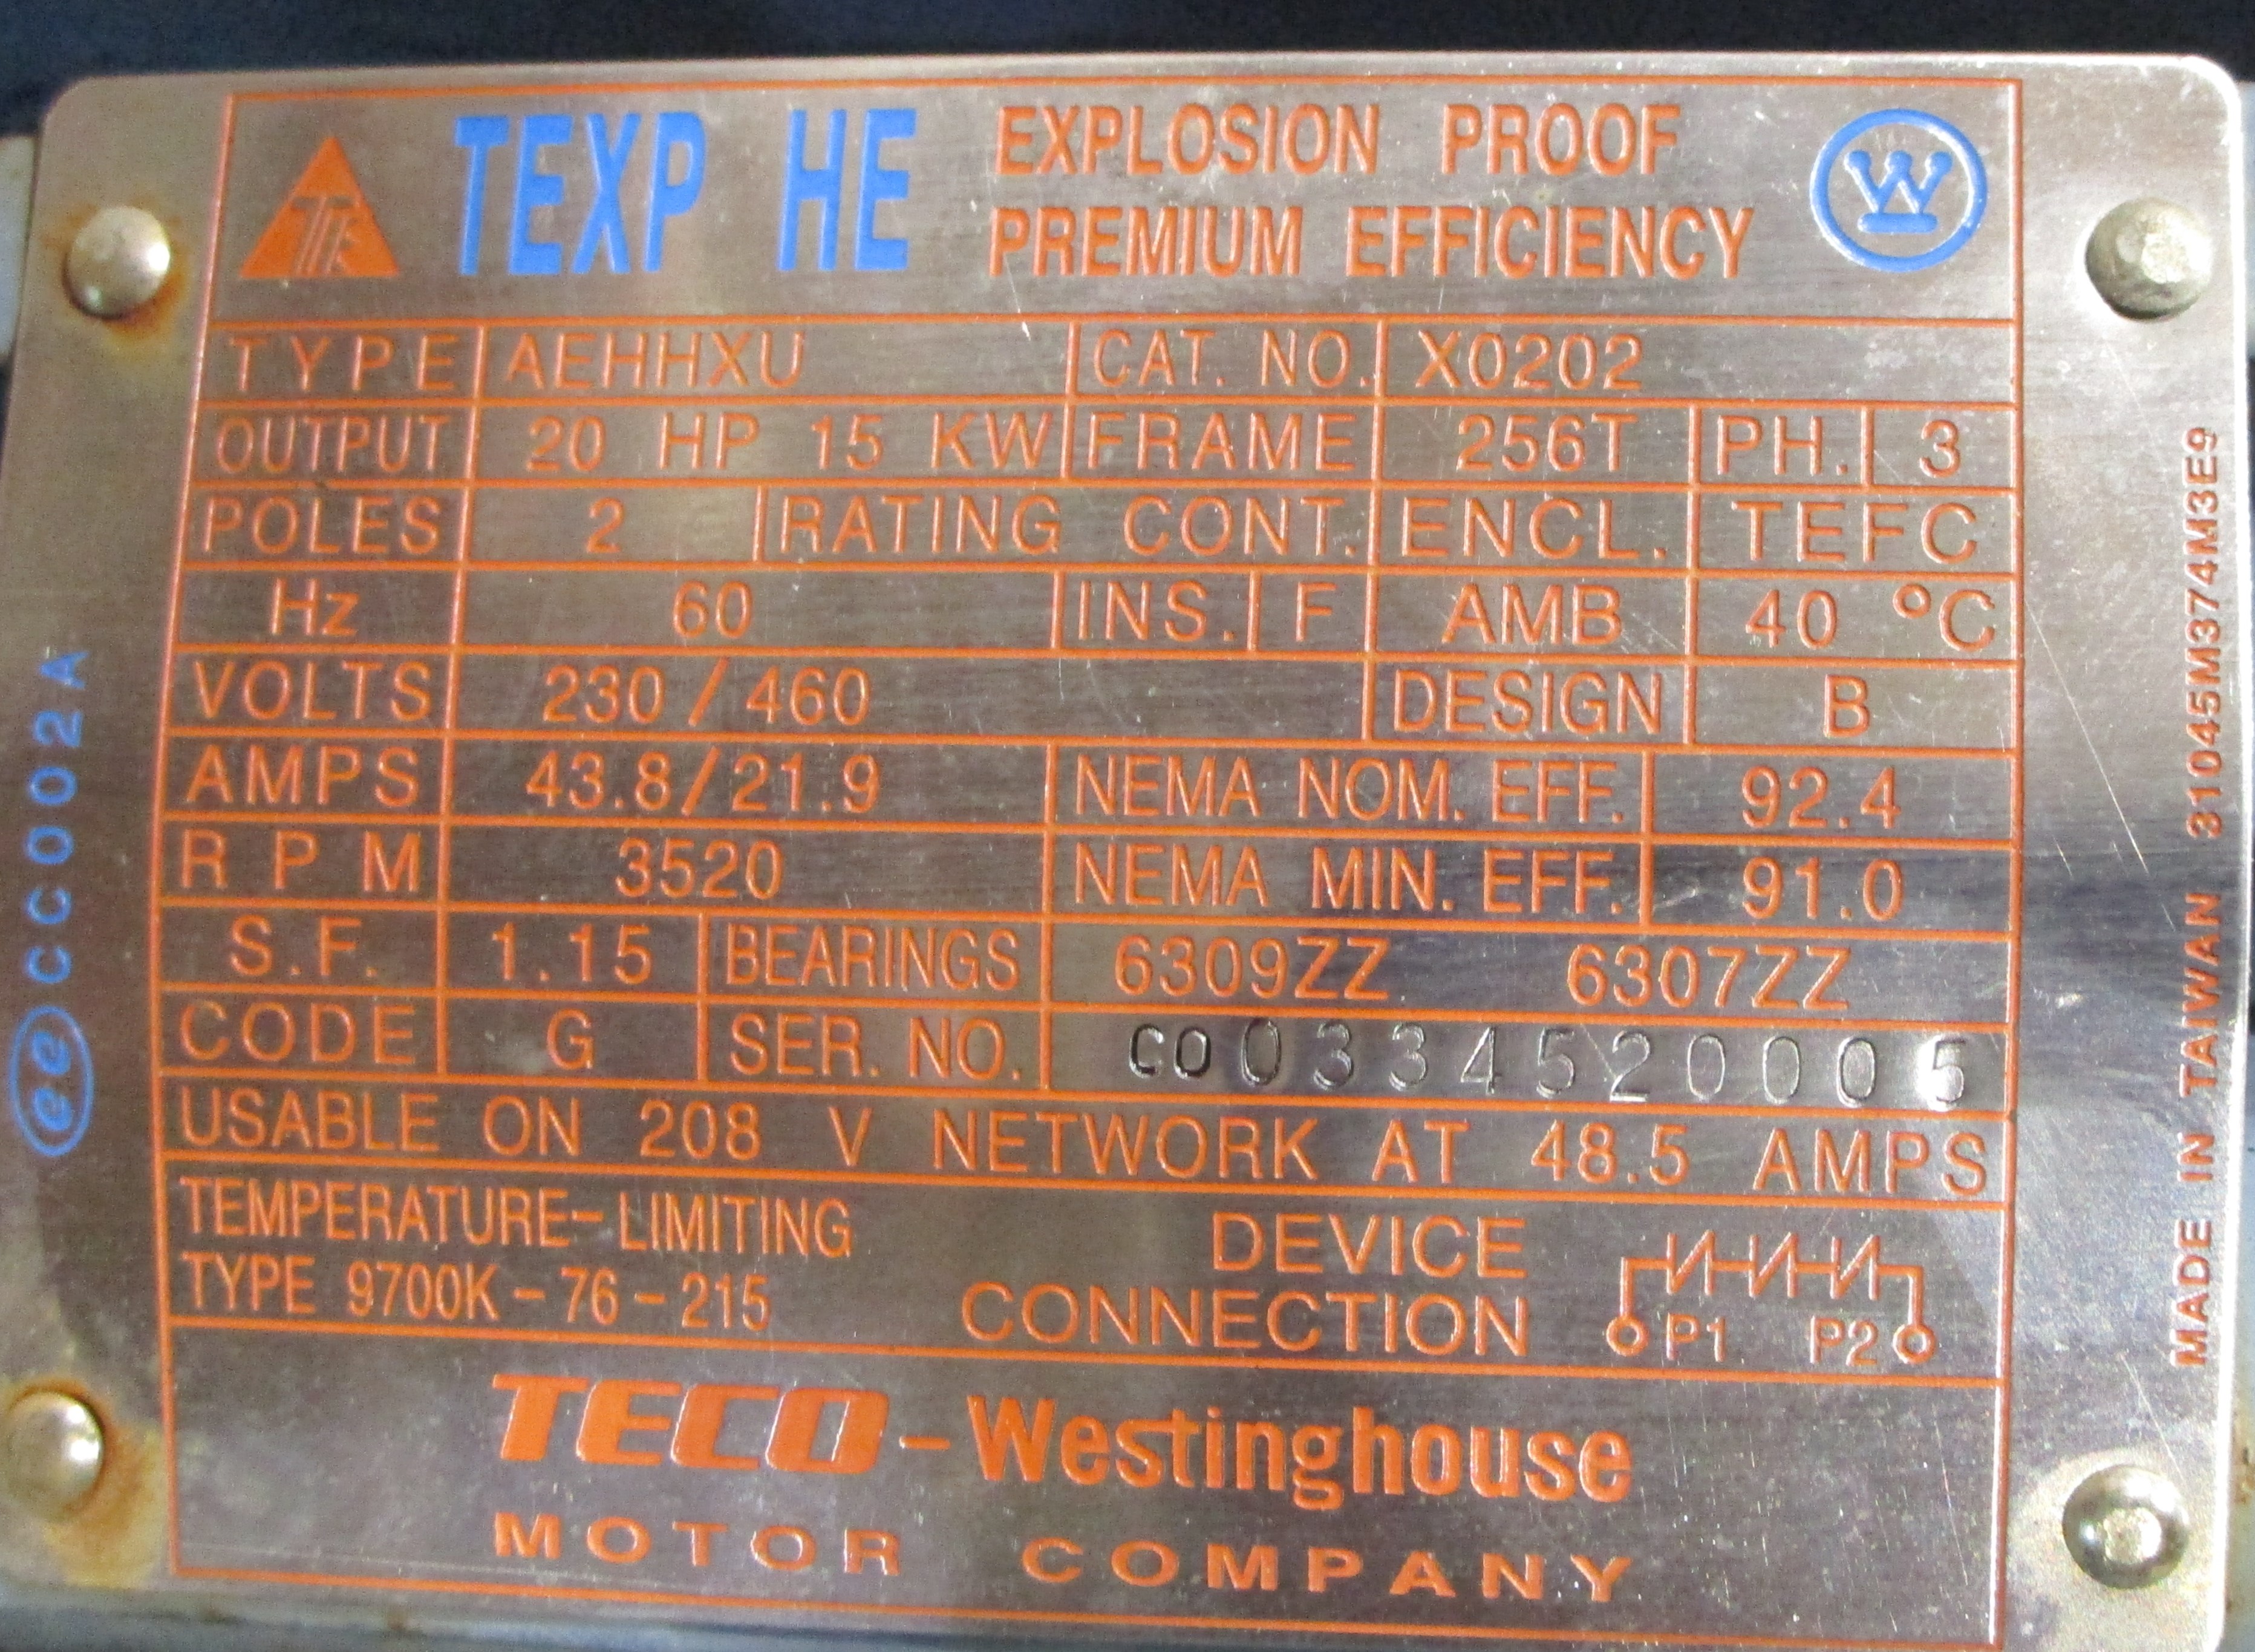 TEXP HE EXPLOSION PROOF
PREMIUM EFFICIENCY
W
TYPE AEHHXU CAT. NO. X0202
OUTPUT 20 HP 15 KW FRAME 256T PH. 3
POLES 2 RATING CONT. ENCL. TEFC
Hz 60 INS. F AMB 40 °C
VOLTS 230/460 DESIGN B
AMPS 43.8/21.9 NEMA NOM. EFF. 92.4
RPM 3520 NEMA MIN. EFF. 91.0
S.F. 1.15 BEARINGS 6309ZZ 6307ZZ
CODE G SER. NO. CO0334520005
USABLE ON 208 V NETWORK AT 48.5 AMPS
TEMPERATURE-LIMITING
TYPE 9700K-76-215
DEVICE
CONNECTION
P1 P2
TECO-Westinghouse
MOTOR COMPANY
ee CC002A
MADE IN TAIWAN 31045M374M3E9